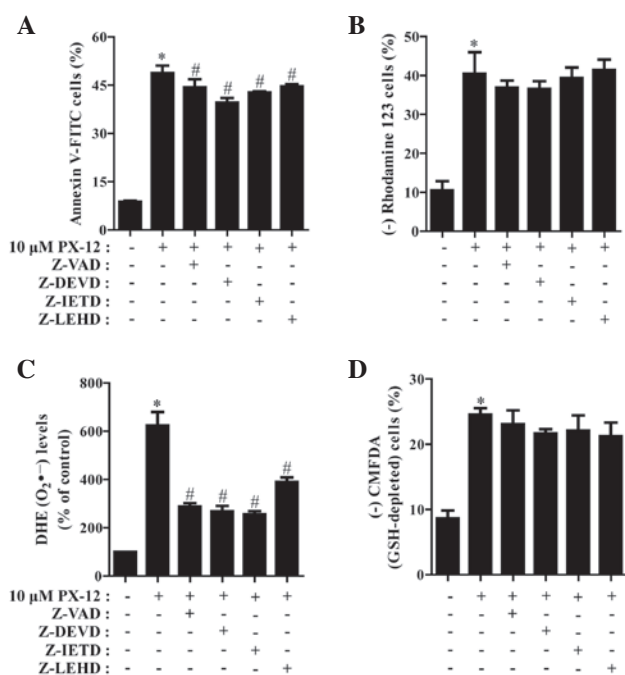 A
Annexin V-FITC cells (%)
60
45
30
15
0
*
#
#
#
#
10 µM PX-12 : - + + + + +
Z-VAD : - - + - - -
Z-DEVD : - - - + - -
Z-IETD : - - - - + -
Z-LEHD : - - - - - +
B
(-) Rhodamine 123 cells (%)
50
40
30
20
10
0
*
- + + + + +
- - + - - -
- - - + - -
- - - - + -
- - - - - +
C
DHE (O₂•−) levels
(% of control)
800
600
400
200
0
*
#
#
#
#
10 µM PX-12 : - + + + + +
Z-VAD : - - + - - -
Z-DEVD : - - - + - -
Z-IETD : - - - - + -
Z-LEHD : - - - - - +
D
(-) CMFDA
(GSH-depleted) cells (%)
30
20
10
0
*
- + + + + +
- - + - - -
- - - + - -
- - - - + -
- - - - - +